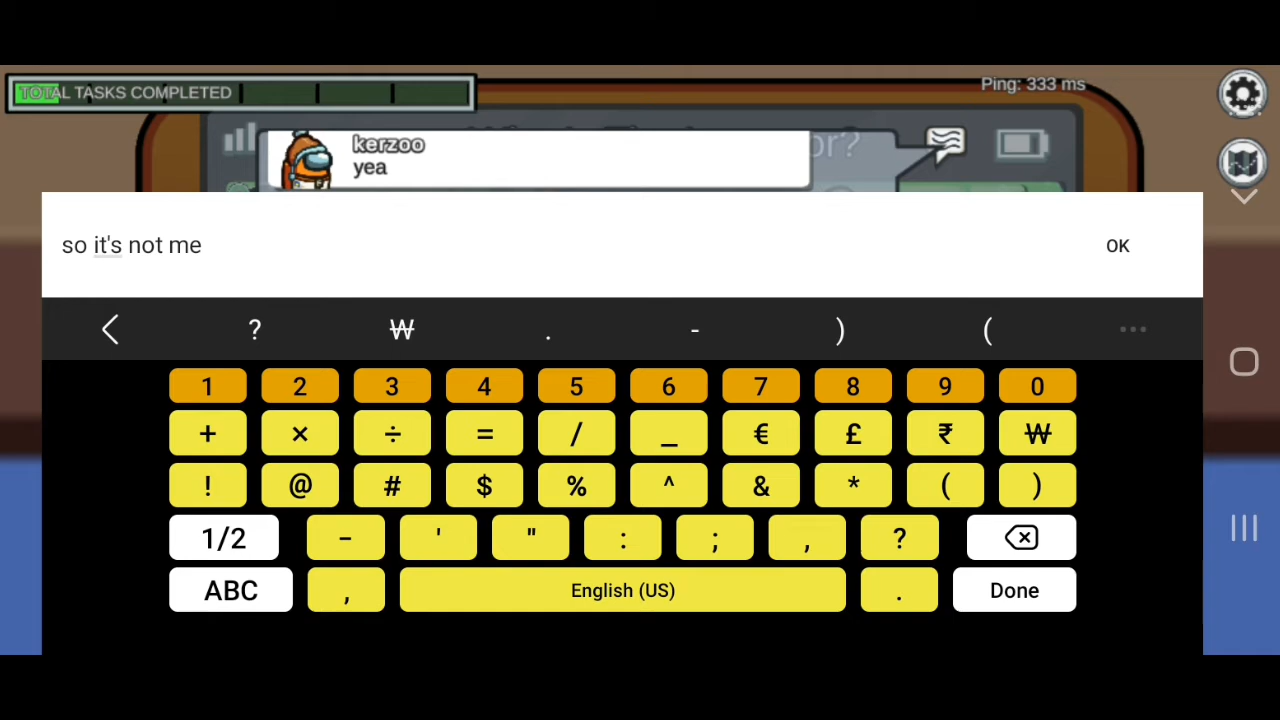 TOTAL TASKS COMPLETED
Ping: 333 ms
or?
kerzoo
yea
so it's not me
OK
? ₩ . - ) (
1 2 3 4 5 6 7 8 9 0
+ × ÷ = / _ € £ ₹ ₩
! @ # $ % ^ & * ( )
1/2 - ' " : ; , ?
ABC , English (US) . Done